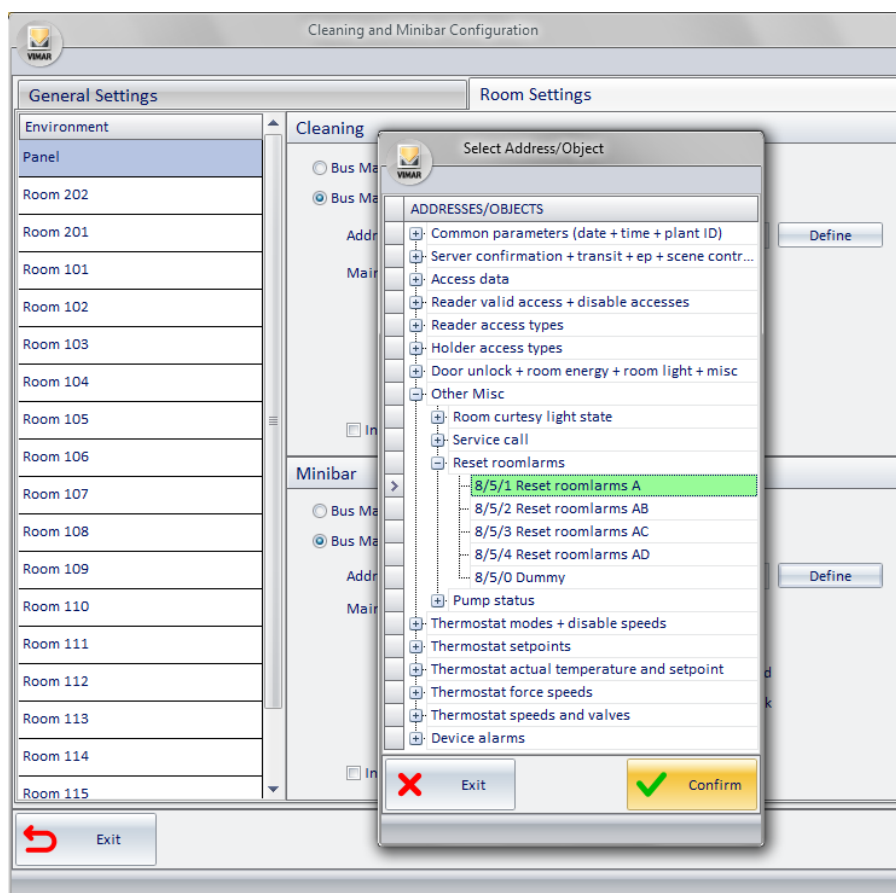 Cleaning and Minibar Configuration
VIMAR
General Settings
Room Settings
Environment
Panel
Room 202
Room 201
Room 101
Room 102
Room 103
Room 104
Room 105
Room 106
Room 107
Room 108
Room 109
Room 110
Room 111
Room 112
Room 113
Room 114
Room 115
Cleaning
Bus Ma
Bus Ma
Addr
Define
Main
In
Minibar
Bus Ma
Bus Ma
Addr
Define
Main
d
k
In
Select Address/Object
VIMAR
ADDRESSES/OBJECTS
Common parameters (date + time + plant ID)
Server confirmation + transit + ep + scene contr...
Access data
Reader valid access + disable accesses
Reader access types
Holder access types
Door unlock + room energy + room light + misc
Other Misc
Room curtesy light state
Service call
Reset roomlarms
8/5/1 Reset roomlarms A
8/5/2 Reset roomlarms AB
8/5/3 Reset roomlarms AC
8/5/4 Reset roomlarms AD
8/5/0 Dummy
Pump status
Thermostat modes + disable speeds
Thermostat setpoints
Thermostat actual temperature and setpoint
Thermostat force speeds
Thermostat speeds and valves
Device alarms
Exit
Confirm
Exit